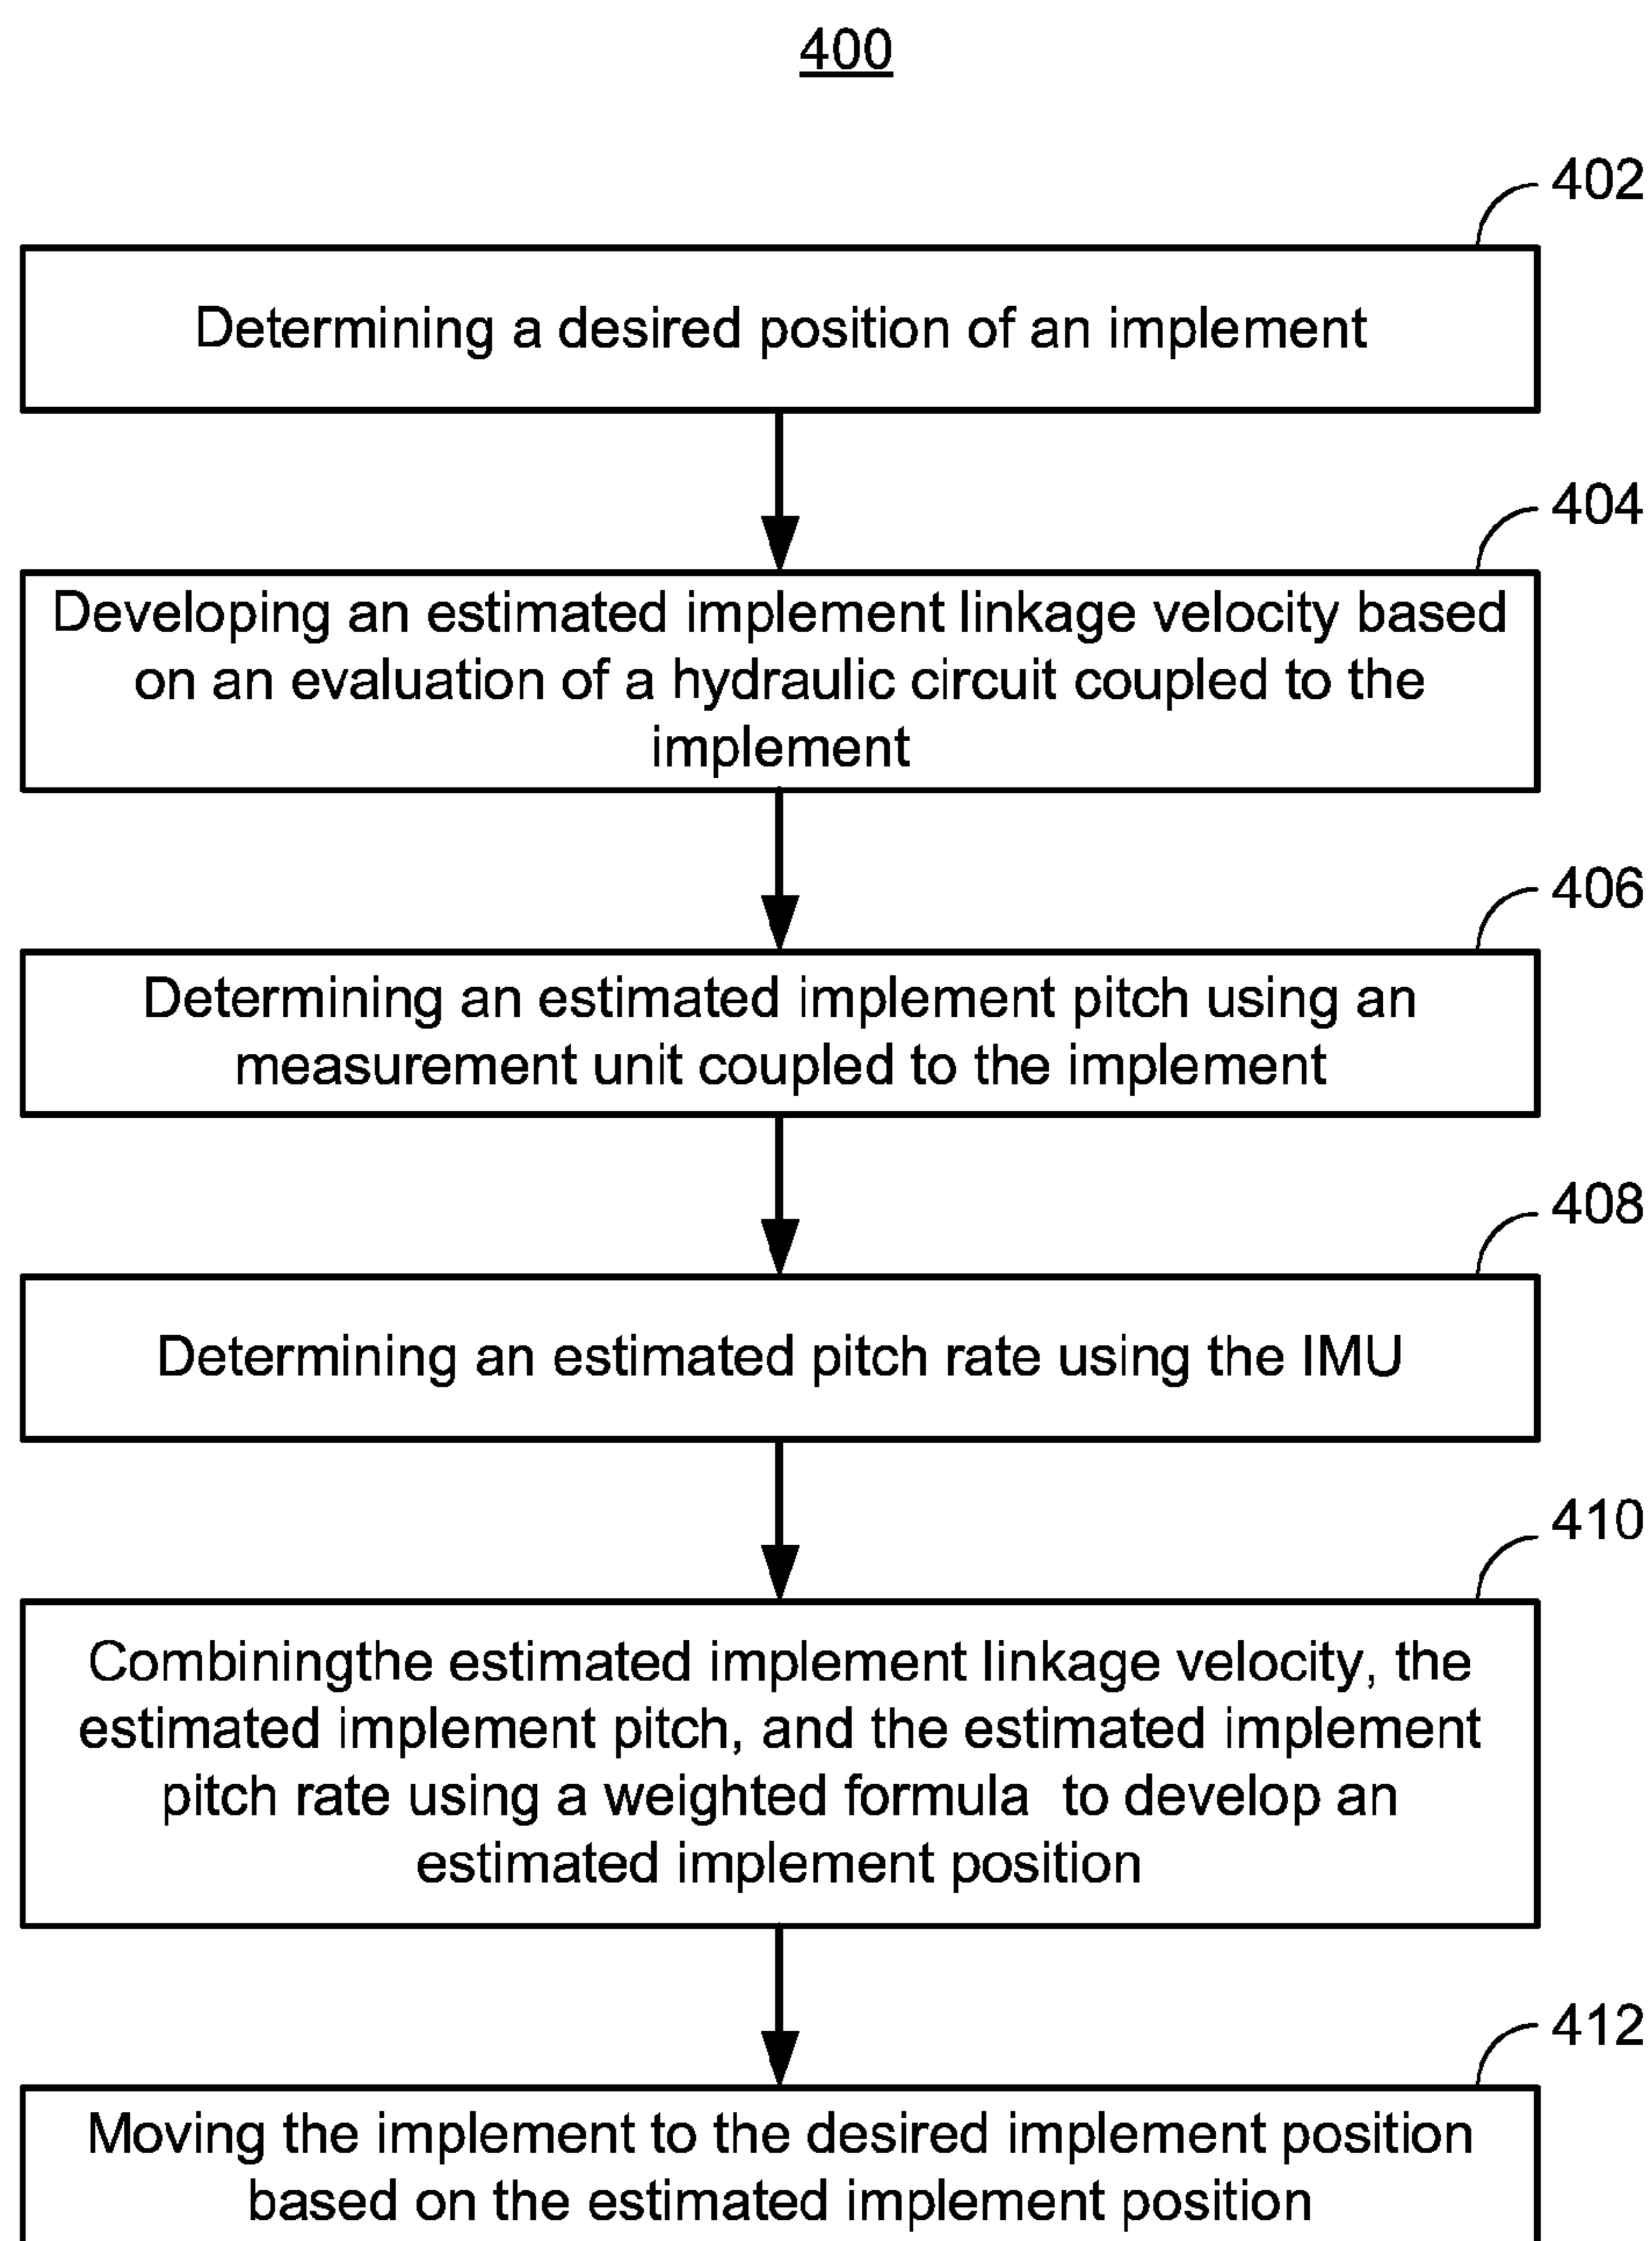 400
402
Determining a desired position of an implement
404
Developing an estimated implement linkage velocity based
on an evaluation of a hydraulic circuit coupled to the
implement
406
Determining an estimated implement pitch using an
measurement unit coupled to the implement
408
Determining an estimated pitch rate using the IMU
410
Combiningthe estimated implement linkage velocity, the
estimated implement pitch, and the estimated implement
pitch rate using a weighted formula  to develop an
estimated implement position
412
Moving the implement to the desired implement position
based on the estimated implement position